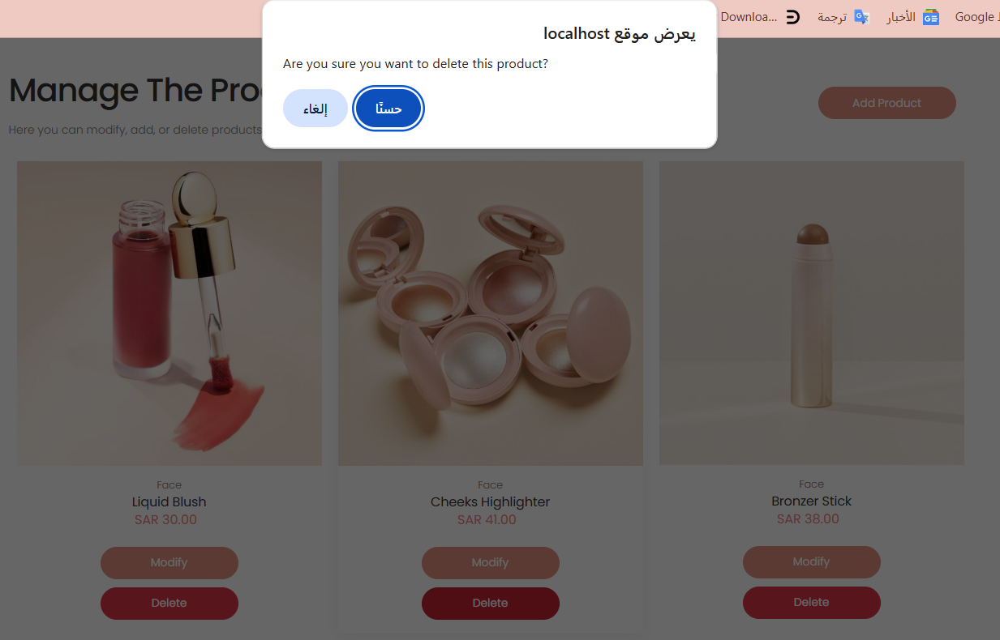 Downloa...
ترجمة
الأخبار
Google
يعرض موقع localhost
Are you sure you want to delete this product?
إلغاء
حسنًا
Manage The Pro
Here you can modify, add, or delete products
Add Product
Face
Liquid Blush
SAR 30.00
Modify
Delete
Face
Cheeks Highlighter
SAR 41.00
Modify
Delete
Face
Bronzer Stick
SAR 38.00
Modify
Delete